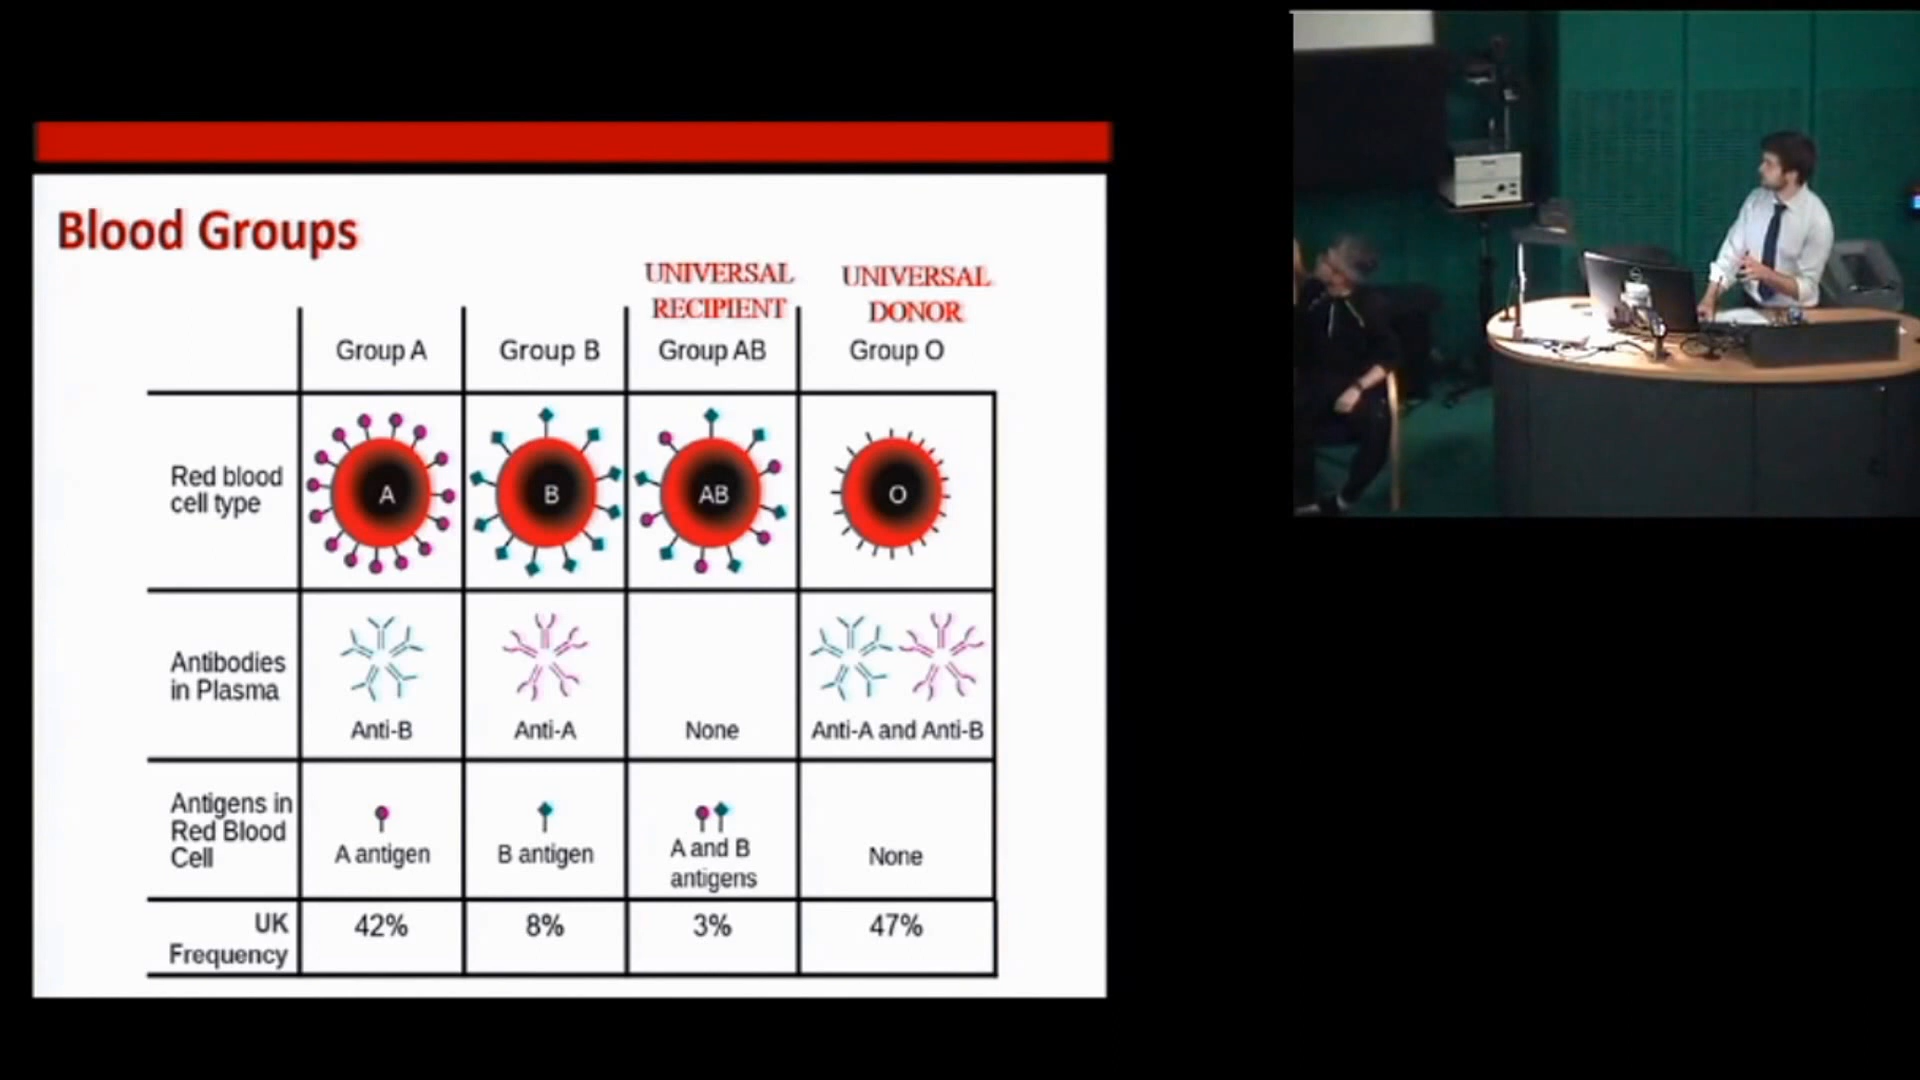 Blood Groups
UNIVERSAL
RECIPIENT
UNIVERSAL
DONOR
Group A
Group B
Group AB
Group O
Red blood
cell type
A
B
AB
O
Antibodies
in Plasma
Anti-B
Anti-A
None
Anti-A and Anti-B
Antigens in
Red Blood
Cell
A antigen
B antigen
A and B
antigens
None
UK
Frequency
42%
8%
3%
47%